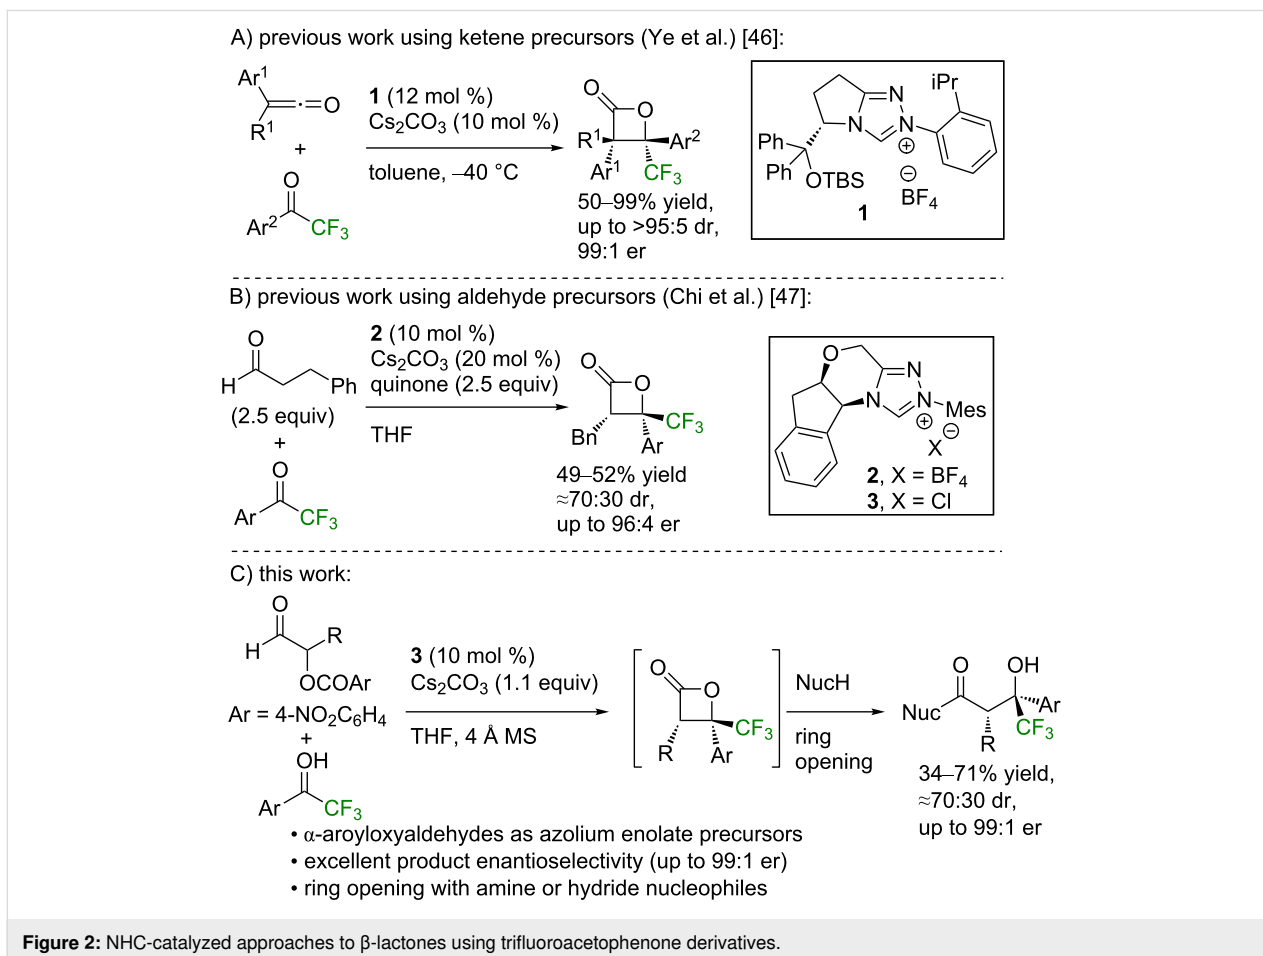 A) previous work using ketene precursors (Ye et al.) [46]:
Ar1
R1
O
+
O
Ar2
CF3
1 (12 mol %)
Cs2CO3 (10 mol %)
toluene, –40 °C
O
O
R1
Ar2
Ar1
CF3
50–99% yield,
up to >95:5 dr,
99:1 er
iPr
N
N
N
+
Ph
Ph
OTBS
–
BF4
1
B) previous work using aldehyde precursors (Chi et al.) [47]:
O
H
Ph
(2.5 equiv)
+
O
Ar
CF3
2 (10 mol %)
Cs2CO3 (20 mol %)
quinone (2.5 equiv)
THF
O
O
Bn
CF3
Ar
49–52% yield
≈70:30 dr,
up to 96:4 er
O
N
N
N
Mes
+
–
X
2, X = BF4
3, X = Cl
C) this work:
O
H
R
OCOAr
Ar = 4-NO2C6H4
+
OH
Ar
CF3
3 (10 mol %)
Cs2CO3 (1.1 equiv)
THF, 4 Å MS
O
O
CF3
R
Ar
NucH
ring
opening
O
OH
Nuc
Ar
CF3
R
34–71% yield,
≈70:30 dr,
up to 99:1 er
• α-aroyloxyaldehydes as azolium enolate precursors
• excellent product enantioselectivity (up to 99:1 er)
• ring opening with amine or hydride nucleophiles
Figure 2: NHC-catalyzed approaches to β-lactones using trifluoroacetophenone derivatives.